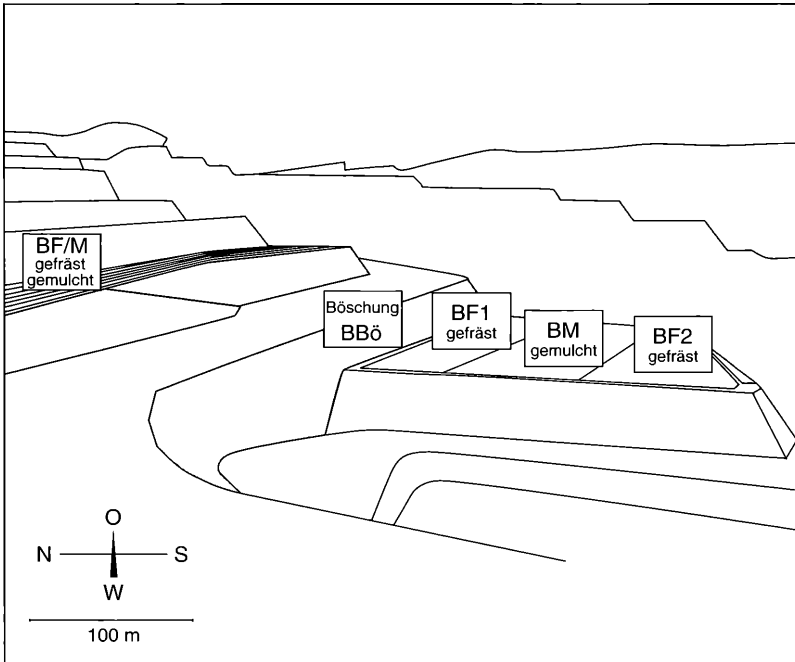 BF/M
gefräst
gemulcht
Böschung
BBö
BF1
gefräst
BM
gemulcht
BF2
gefräst
O
N
S
W
100 m